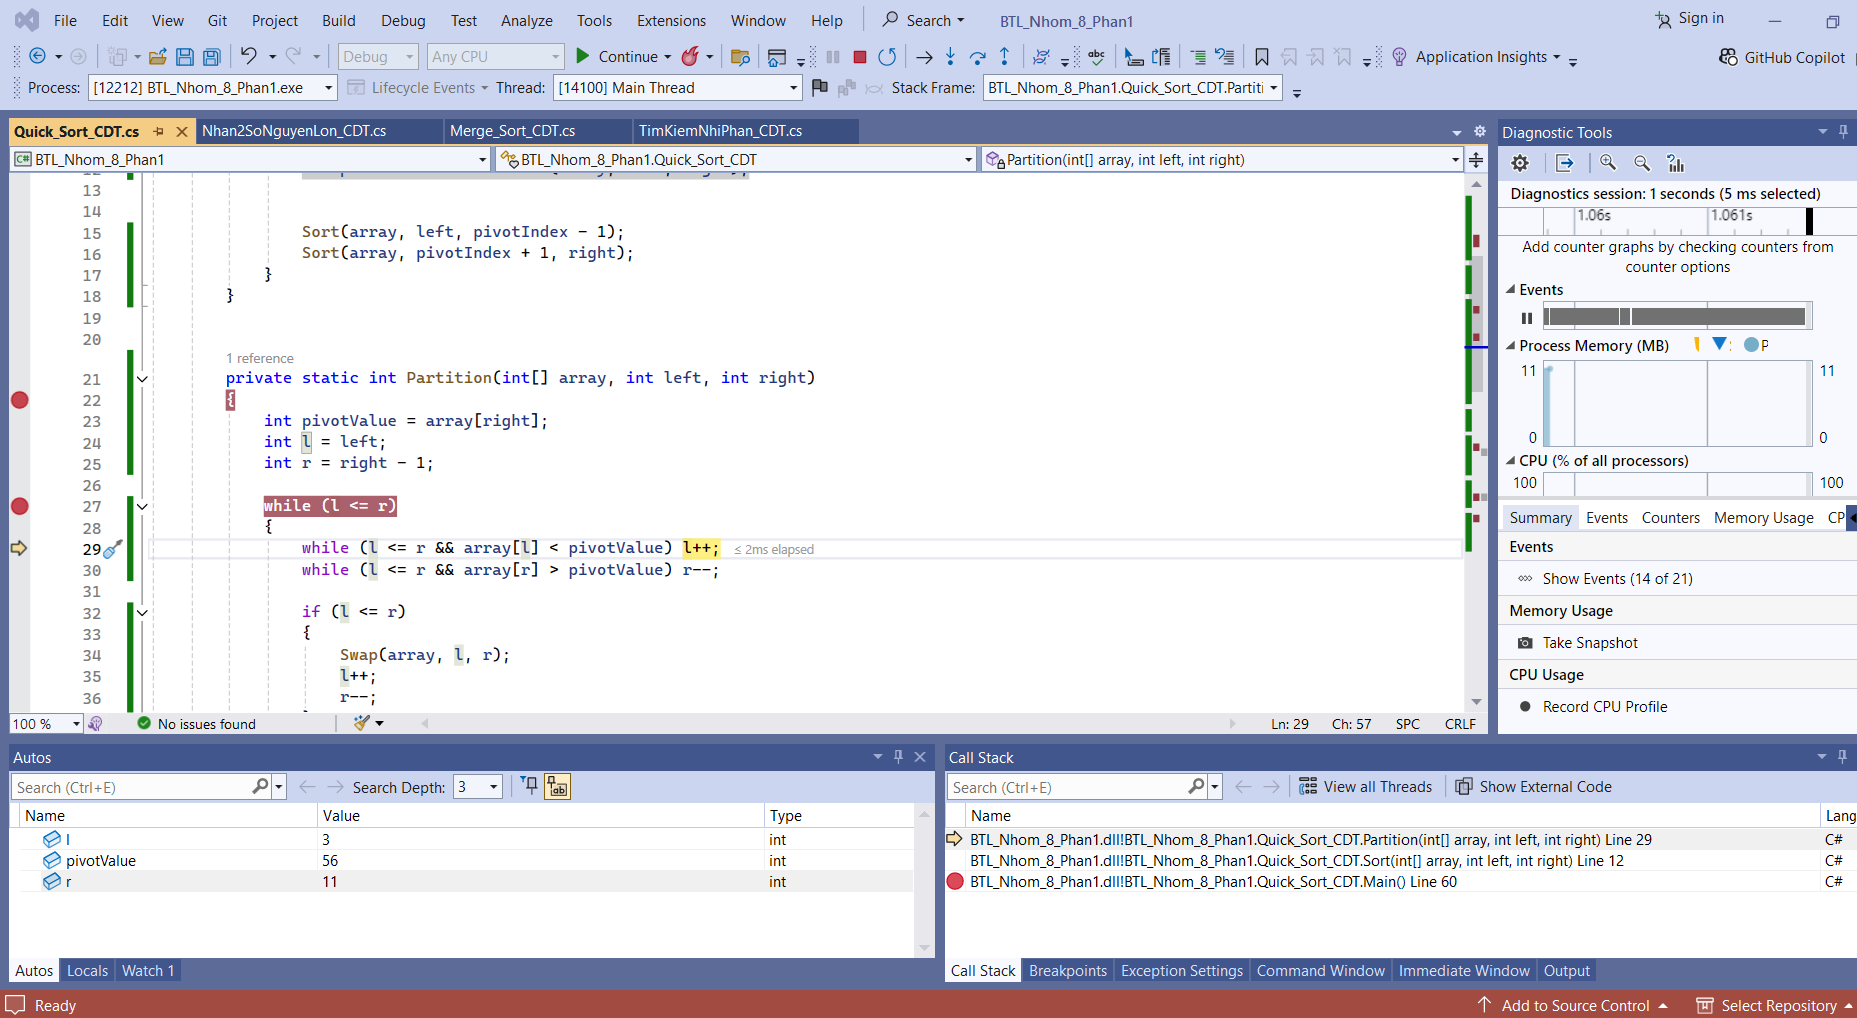 File Edit View Git Project Build Debug Test Analyze Tools Extensions Window Help Search BTL_Nhom_8_Phan1 Sign in
Debug Any CPU Continue Application Insights GitHub Copilot
Process: [12212] BTL_Nhom_8_Phan1.exe Lifecycle Events Thread: [14100] Main Thread Stack Frame: BTL_Nhom_8_Phan1.Quick_Sort_CDT.Partiti
Quick_Sort_CDT.cs Nhan2SoNguyenLon_CDT.cs Merge_Sort_CDT.cs TimKiemNhiPhan_CDT.cs
C# BTL_Nhom_8_Phan1 BTL_Nhom_8_Phan1.Quick_Sort_CDT Partition(int[] array, int left, int right)
13
14
15 Sort(array, left, pivotIndex - 1);
16 Sort(array, pivotIndex + 1, right);
17 }
18 }
19
20
1 reference
21 private static int Partition(int[] array, int left, int right)
22 {
23 int pivotValue = array[right];
24 int l = left;
25 int r = right - 1;
26
27 while (l <= r)
28 {
29 while (l <= r && array[l] < pivotValue) l++; ≤ 2ms elapsed
30 while (l <= r && array[r] > pivotValue) r--;
31
32 if (l <= r)
33 {
34 Swap(array, l, r);
35 l++;
36 r--;
100 % No issues found Ln: 29 Ch: 57 SPC CRLF
Diagnostic Tools
Diagnostics session: 1 seconds (5 ms selected)
1.06s 1.061s
Add counter graphs by checking counters from
counter options
Events
Process Memory (MB) P
11 11
0 0
CPU (% of all processors)
100 100
Summary Events Counters Memory Usage CP
Events
Show Events (14 of 21)
Memory Usage
Take Snapshot
CPU Usage
Record CPU Profile
Autos
Search (Ctrl+E) Search Depth: 3
Name Value Type
l 3 int
pivotValue 56 int
r 11 int
Autos Locals Watch 1
Call Stack
Search (Ctrl+E) View all Threads Show External Code
Name Lang
BTL_Nhom_8_Phan1.dll!BTL_Nhom_8_Phan1.Quick_Sort_CDT.Partition(int[] array, int left, int right) Line 29 C#
BTL_Nhom_8_Phan1.dll!BTL_Nhom_8_Phan1.Quick_Sort_CDT.Sort(int[] array, int left, int right) Line 12 C#
BTL_Nhom_8_Phan1.dll!BTL_Nhom_8_Phan1.Quick_Sort_CDT.Main() Line 60 C#
Call Stack Breakpoints Exception Settings Command Window Immediate Window Output
Ready Add to Source Control Select Repository